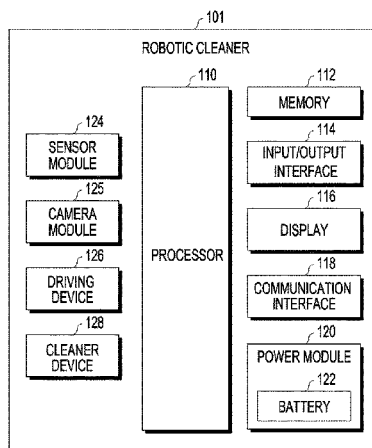 101
ROBOTIC CLEANER
110
PROCESSOR
124
SENSOR
MODULE
125
CAMERA
MODULE
126
DRIVING
DEVICE
128
CLEANER
DEVICE
112
MEMORY
114
INPUT/OUTPUT
INTERFACE
116
DISPLAY
118
COMMUNICATION
INTERFACE
120
POWER MODULE
122
BATTERY